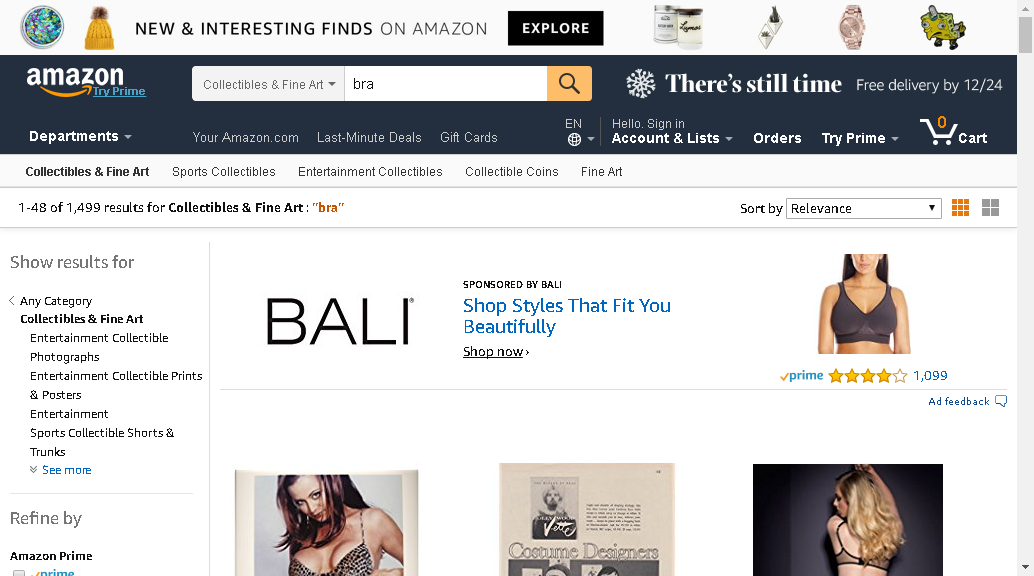 NEW & INTERESTING FINDS ON AMAZON EXPLORE
amazon
Try Prime
Collectibles & Fine Art bra
There's still time Free delivery by 12/24
Departments
Your Amazon.com Last-Minute Deals Gift Cards
EN
Hello. Sign in
Account & Lists
Orders
Try Prime
0
Cart
Collectibles & Fine Art Sports Collectibles Entertainment Collectibles Collectible Coins Fine Art
1-48 of 1,499 results for Collectibles & Fine Art : "bra"
Sort by Relevance
Show results for
Any Category
Collectibles & Fine Art
Entertainment Collectible
Photographs
Entertainment Collectible Prints
& Posters
Entertainment
Sports Collectible Shorts &
Trunks
See more
Refine by
Amazon Prime
prime
BALI®
SPONSORED BY BALI
Shop Styles That Fit You
Beautifully
Shop now ›
prime 1,099
Ad feedback
Vette
Costume Designers